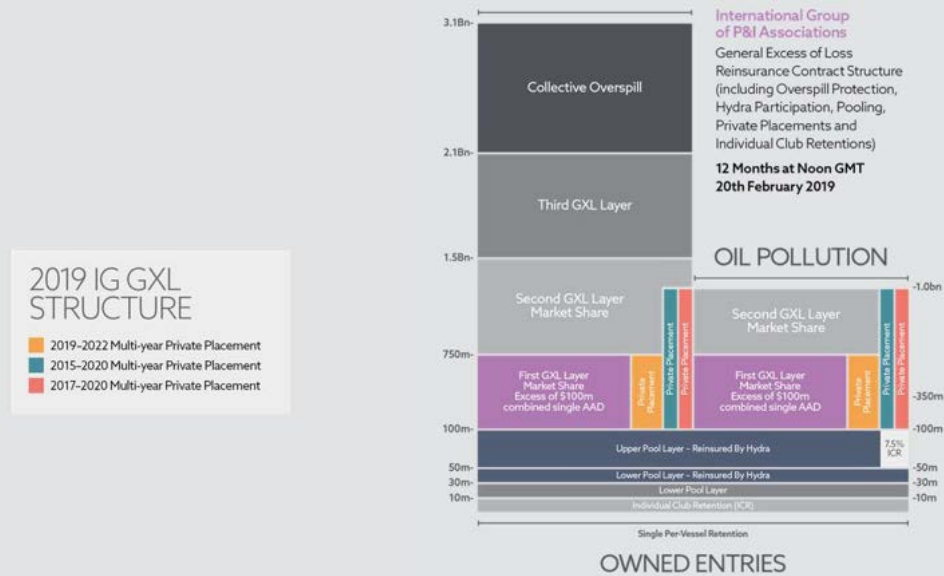 3.1Bn-
2.1Bn-
1.5Bn-
750m-
100m-
50m-
30m-
10m-
Collective Overspill
Third GXL Layer
Second GXL Layer
Market Share
First GXL Layer
Market Share
Excess of $100m
combined single AAD
Private
Placement
Private Placement
Private Placement
International Group
of P&I Associations
General Excess of Loss
Reinsurance Contract Structure
(including Overspill Protection,
Hydra Participation, Pooling,
Private Placements and
Individual Club Retentions)
12 Months at Noon GMT
20th February 2019
OIL POLLUTION
Second GXL Layer
Market Share
First GXL Layer
Market Share
Excess of $100m
combined single AAD
Private
Placement
Private Placement
Private Placement
-1.0bn
-350m
-100m
-50m
-30m
-10m
Upper Pool Layer – Reinsured By Hydra
7.5%
ICR
Lower Pool Layer – Reinsured By Hydra
Lower Pool Layer
Individual Club Retention (ICR)
Single Per-Vessel Retention
OWNED ENTRIES
2019 IG GXL
STRUCTURE
2019-2022 Multi-year Private Placement
2015-2020 Multi-year Private Placement
2017-2020 Multi-year Private Placement